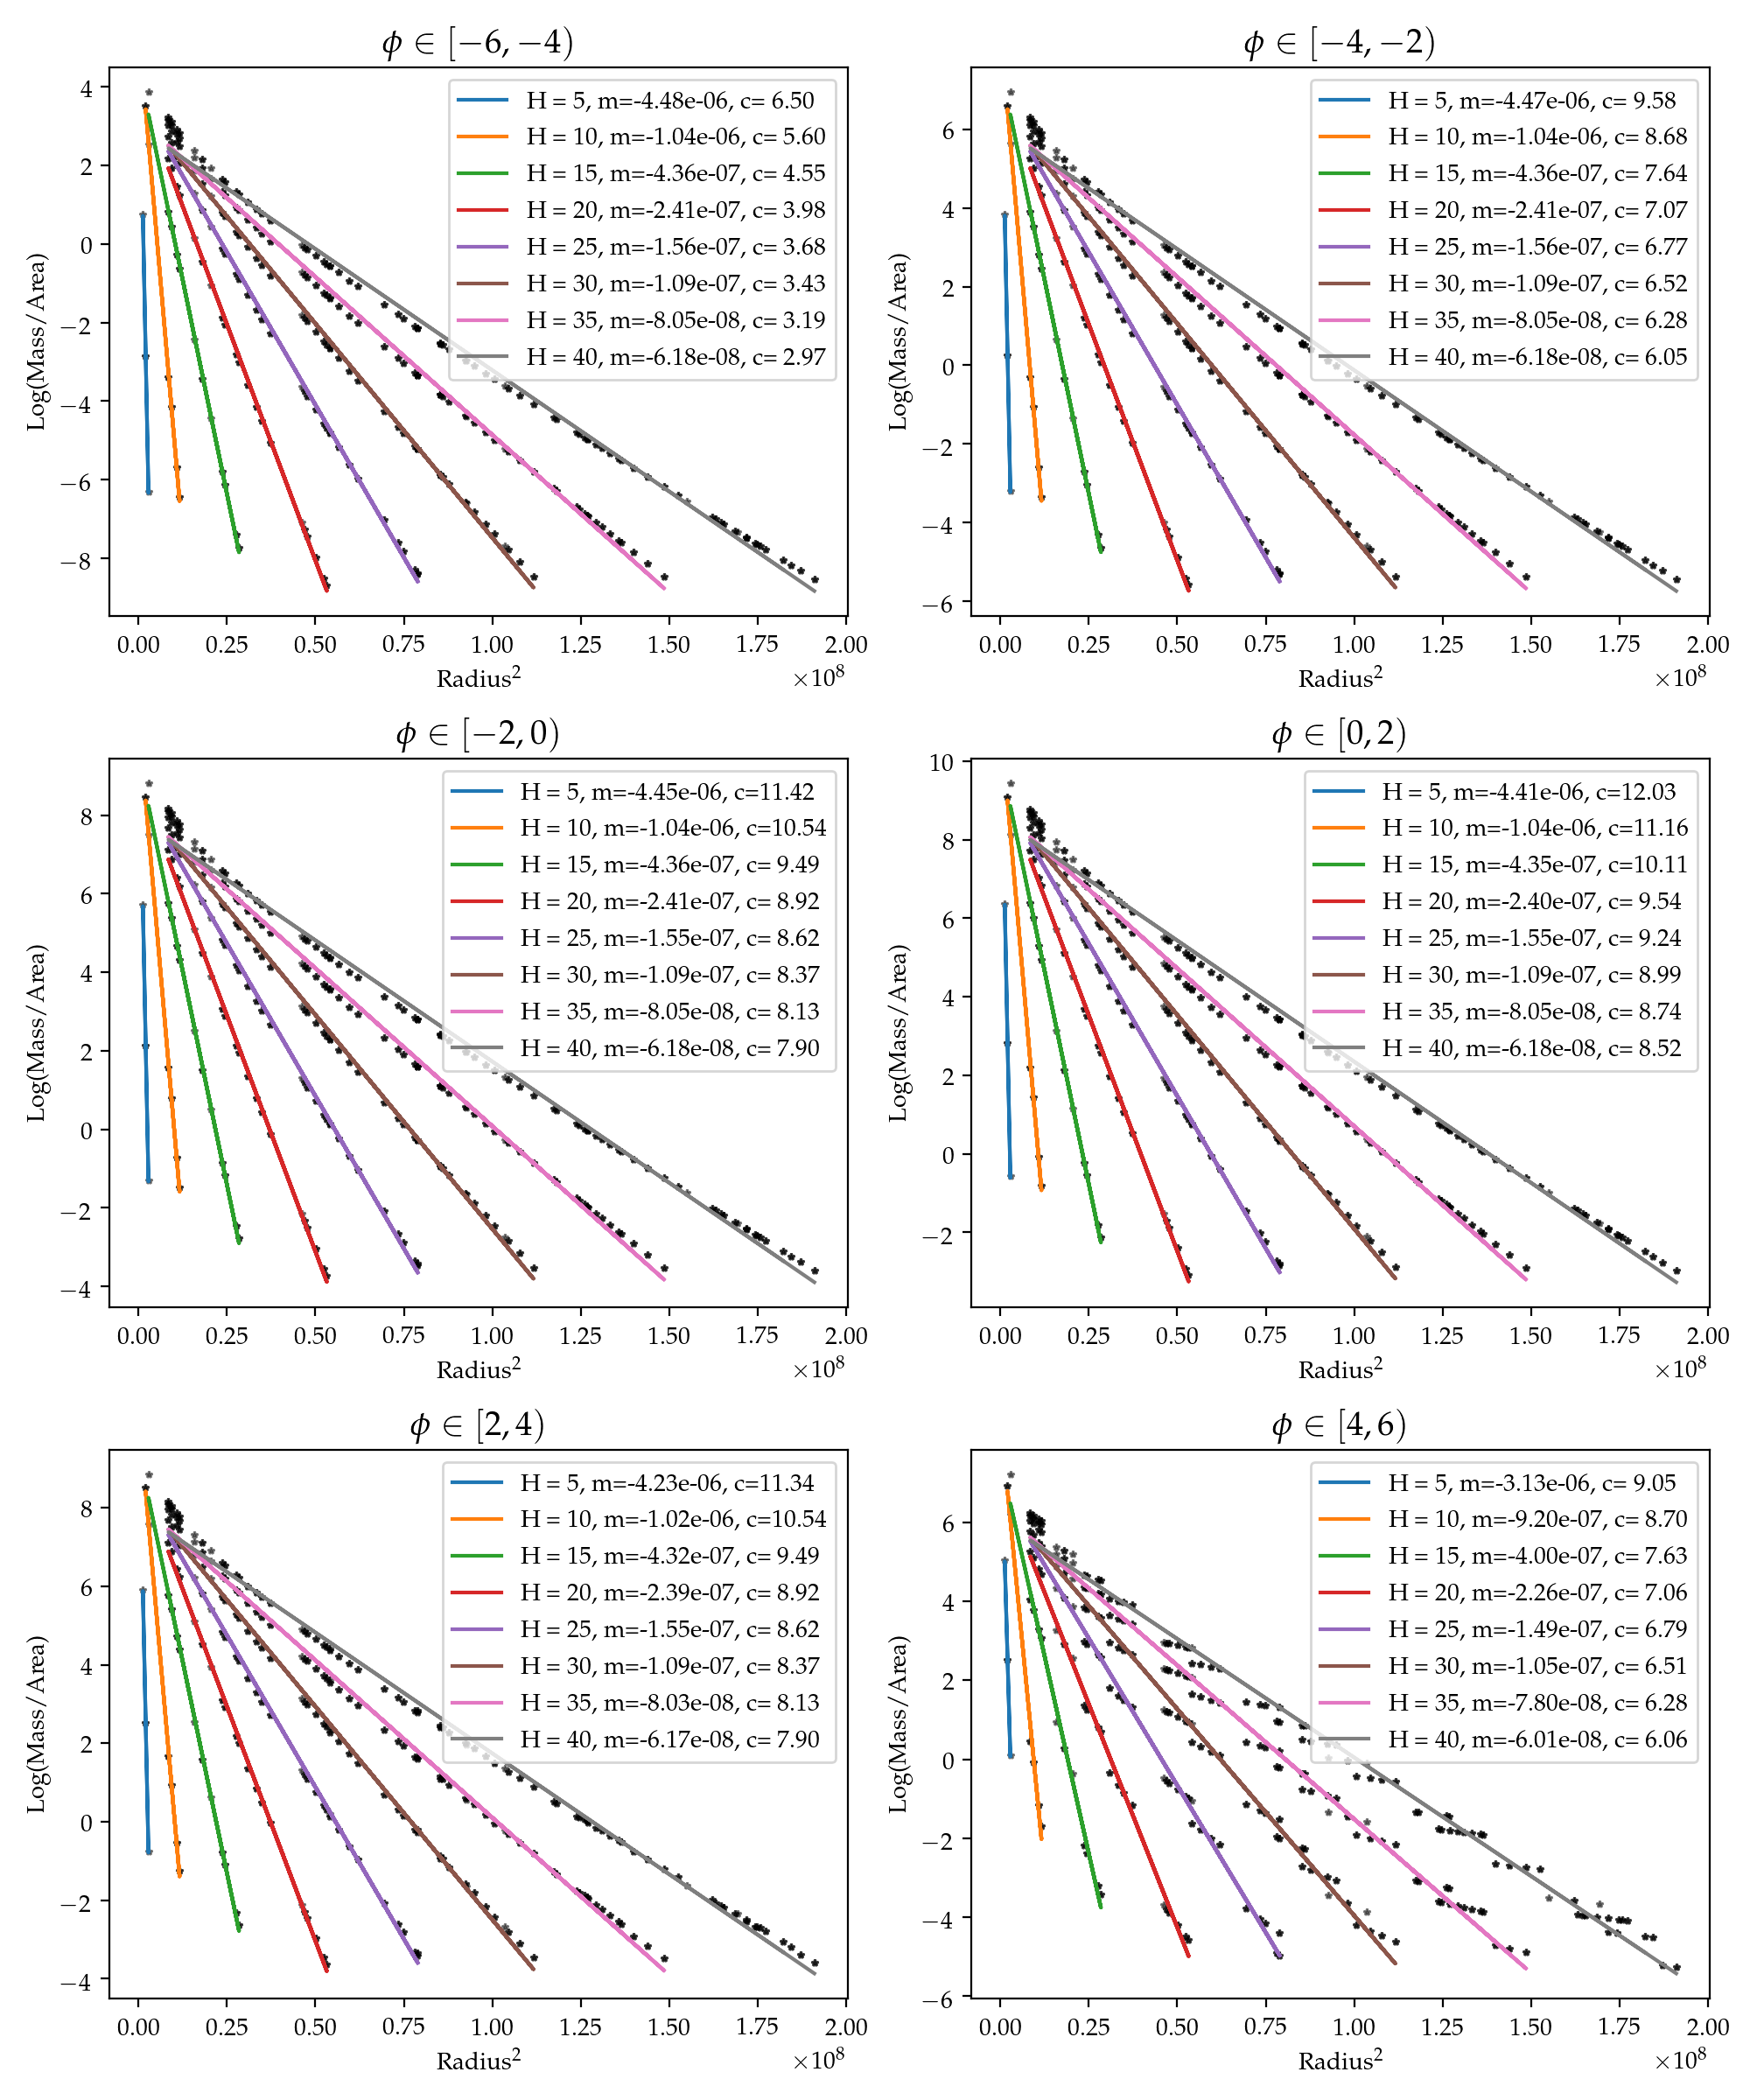 ϕ ∈ [−6, −4)
Log(Mass/Area)
4
2
0
−2
−4
−6
−8
H = 5, m=-4.48e-06, c= 6.50
H = 10, m=-1.04e-06, c= 5.60
H = 15, m=-4.36e-07, c= 4.55
H = 20, m=-2.41e-07, c= 3.98
H = 25, m=-1.56e-07, c= 3.68
H = 30, m=-1.09e-07, c= 3.43
H = 35, m=-8.05e-08, c= 3.19
H = 40, m=-6.18e-08, c= 2.97
0.00 0.25 0.50 0.75 1.00 1.25 1.50 1.75 2.00
Radius²
×10⁸
ϕ ∈ [−4, −2)
Log(Mass/Area)
6
4
2
0
−2
−4
−6
H = 5, m=-4.47e-06, c= 9.58
H = 10, m=-1.04e-06, c= 8.68
H = 15, m=-4.36e-07, c= 7.64
H = 20, m=-2.41e-07, c= 7.07
H = 25, m=-1.56e-07, c= 6.77
H = 30, m=-1.09e-07, c= 6.52
H = 35, m=-8.05e-08, c= 6.28
H = 40, m=-6.18e-08, c= 6.05
0.00 0.25 0.50 0.75 1.00 1.25 1.50 1.75 2.00
Radius²
×10⁸
ϕ ∈ [−2, 0)
Log(Mass/Area)
8
6
4
2
0
−2
−4
H = 5, m=-4.45e-06, c=11.42
H = 10, m=-1.04e-06, c=10.54
H = 15, m=-4.36e-07, c= 9.49
H = 20, m=-2.41e-07, c= 8.92
H = 25, m=-1.55e-07, c= 8.62
H = 30, m=-1.09e-07, c= 8.37
H = 35, m=-8.05e-08, c= 8.13
H = 40, m=-6.18e-08, c= 7.90
0.00 0.25 0.50 0.75 1.00 1.25 1.50 1.75 2.00
Radius²
×10⁸
ϕ ∈ [0, 2)
Log(Mass/Area)
10
8
6
4
2
0
−2
H = 5, m=-4.41e-06, c=12.03
H = 10, m=-1.04e-06, c=11.16
H = 15, m=-4.35e-07, c=10.11
H = 20, m=-2.40e-07, c= 9.54
H = 25, m=-1.55e-07, c= 9.24
H = 30, m=-1.09e-07, c= 8.99
H = 35, m=-8.05e-08, c= 8.74
H = 40, m=-6.18e-08, c= 8.52
0.00 0.25 0.50 0.75 1.00 1.25 1.50 1.75 2.00
Radius²
×10⁸
ϕ ∈ [2, 4)
Log(Mass/Area)
8
6
4
2
0
−2
−4
H = 5, m=-4.23e-06, c=11.34
H = 10, m=-1.02e-06, c=10.54
H = 15, m=-4.32e-07, c= 9.49
H = 20, m=-2.39e-07, c= 8.92
H = 25, m=-1.55e-07, c= 8.62
H = 30, m=-1.09e-07, c= 8.37
H = 35, m=-8.03e-08, c= 8.13
H = 40, m=-6.17e-08, c= 7.90
0.00 0.25 0.50 0.75 1.00 1.25 1.50 1.75 2.00
Radius²
×10⁸
ϕ ∈ [4, 6)
Log(Mass/Area)
6
4
2
0
−2
−4
−6
H = 5, m=-3.13e-06, c= 9.05
H = 10, m=-9.20e-07, c= 8.70
H = 15, m=-4.00e-07, c= 7.63
H = 20, m=-2.26e-07, c= 7.06
H = 25, m=-1.49e-07, c= 6.79
H = 30, m=-1.05e-07, c= 6.51
H = 35, m=-7.80e-08, c= 6.28
H = 40, m=-6.01e-08, c= 6.06
0.00 0.25 0.50 0.75 1.00 1.25 1.50 1.75 2.00
Radius²
×10⁸